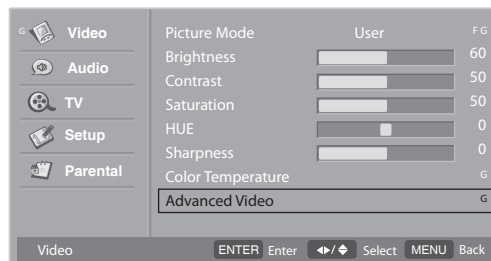 G Video
Audio
TV
Setup
Parental
Picture Mode User F G
Brightness 60
Contrast 50
Saturation 50
HUE 0
Sharpness 0
Color Temperature G
Advanced Video G
Video ENTER Enter / Select MENU Back